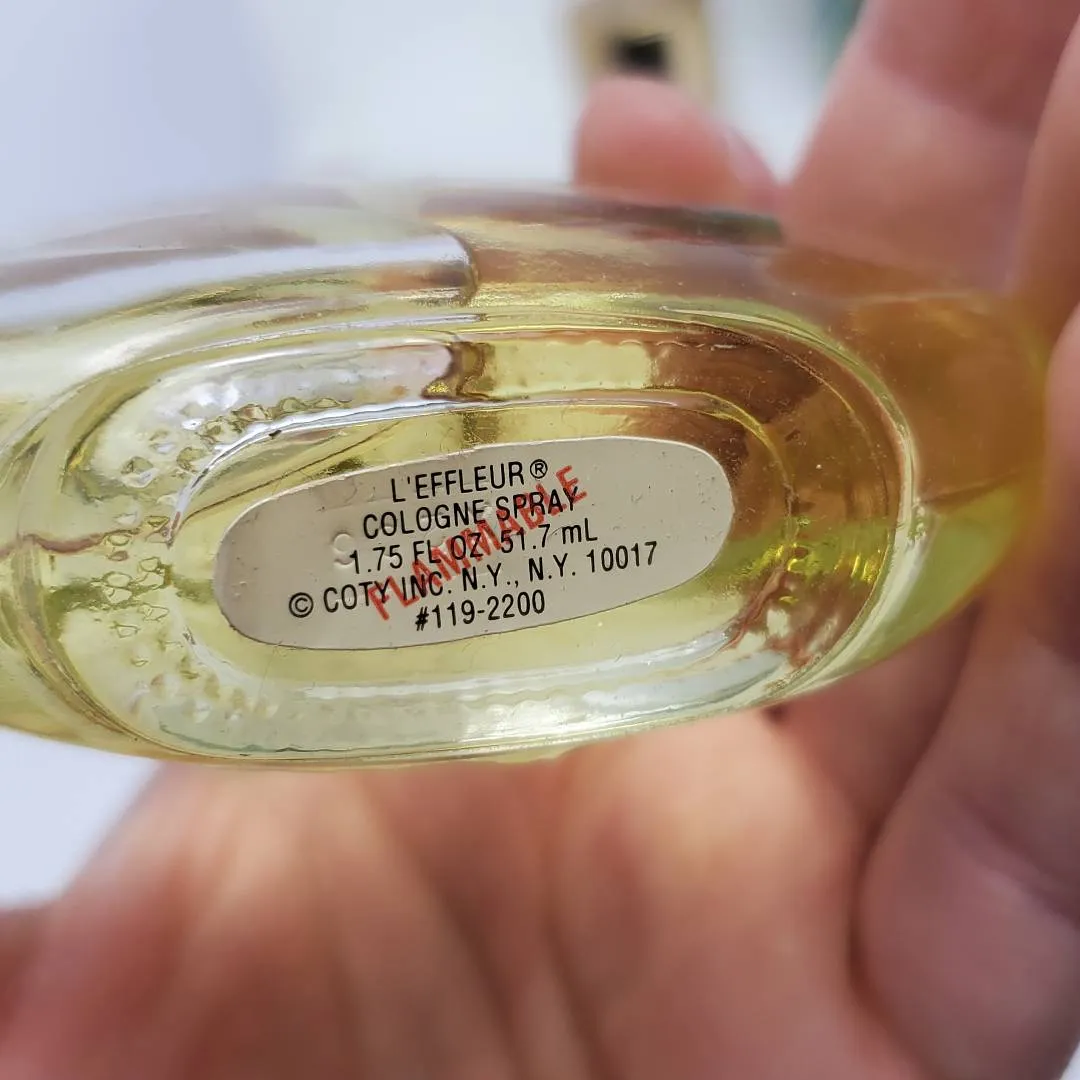 L'EFFLEUR®
COLOGNE SPRAY
1.75 FL OZ 51.7 mL
© COTY INC. N.Y., N.Y. 10017
#119-2200
FLAMMABLE